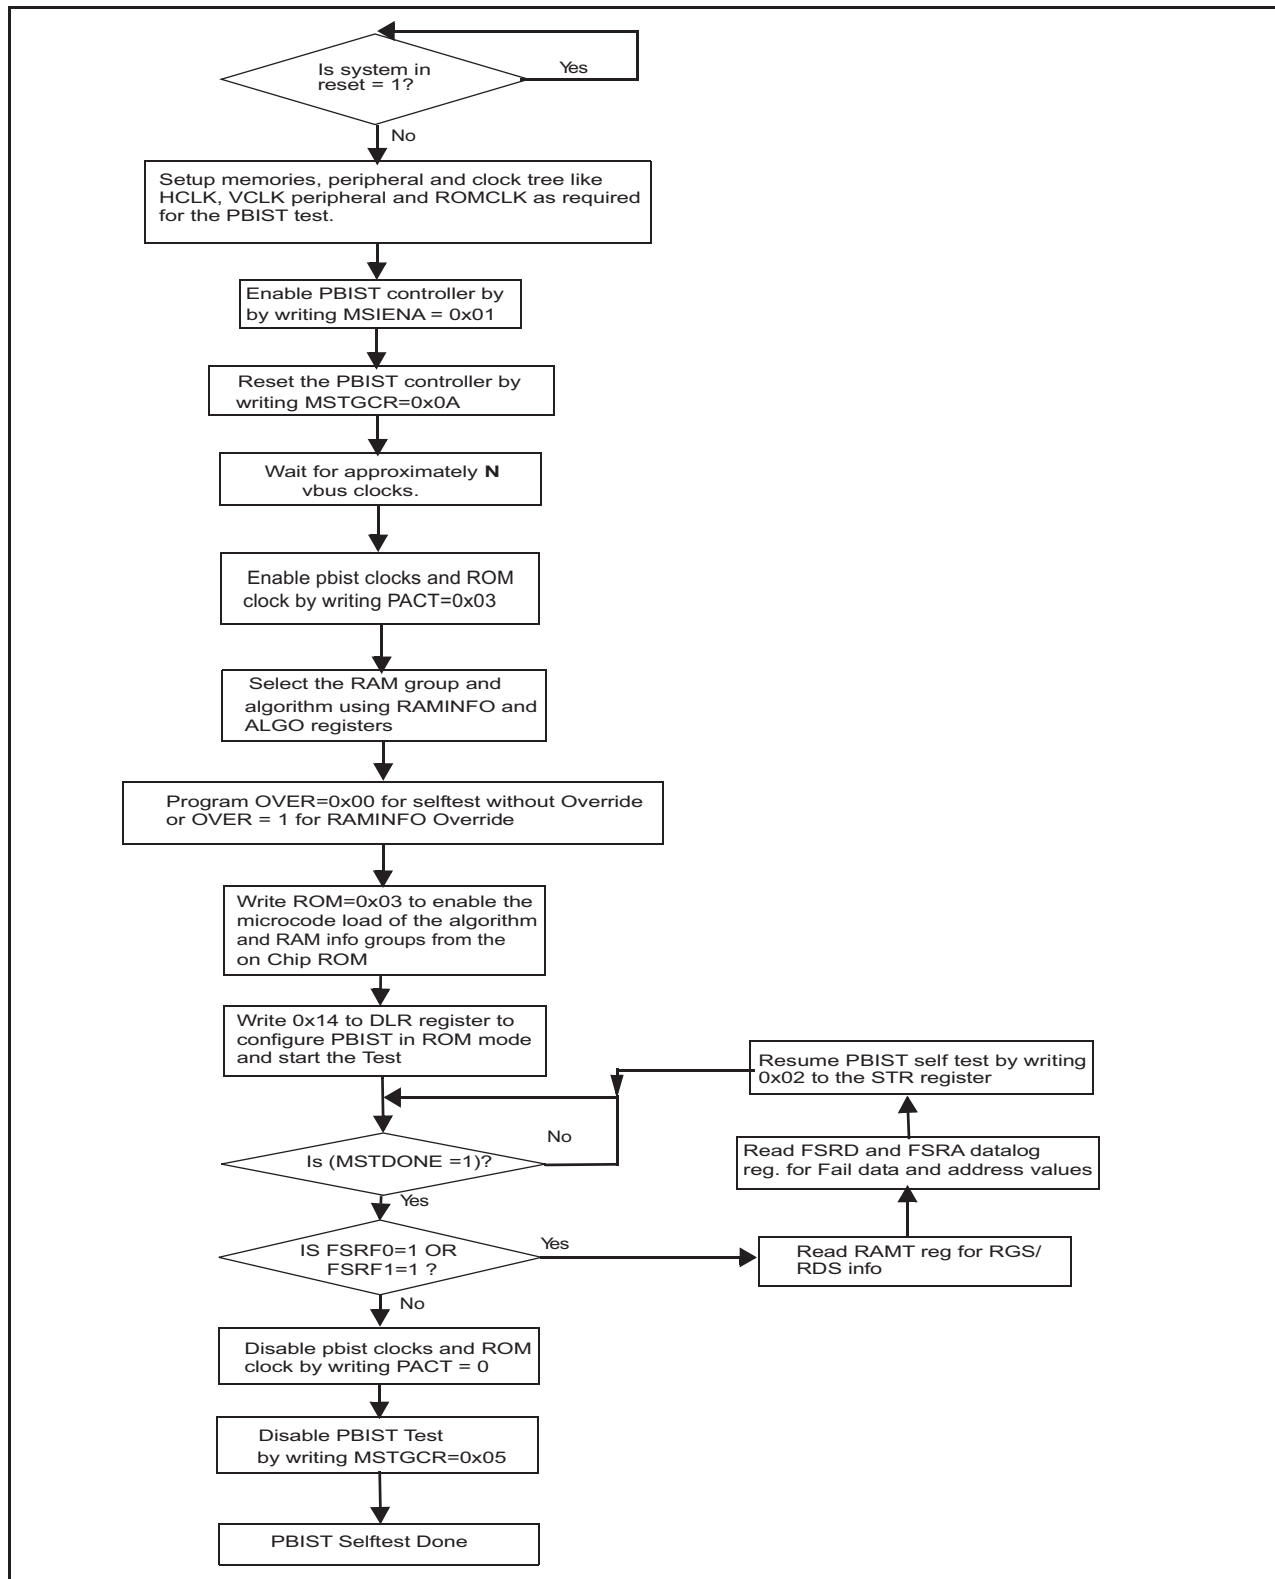 Is system in
reset = 1?
Yes
No
Setup memories, peripheral and clock tree like
HCLK, VCLK peripheral and ROMCLK as required
for the PBIST test.
Enable PBIST controller by
by writing MSIENA = 0x01
Reset the PBIST controller by
writing MSTGCR=0x0A
Wait for approximately N
vbus clocks.
Enable pbist clocks and ROM
clock by writing PACT=0x03
Select the RAM group and
algorithm using RAMINFO and
ALGO registers
Program OVER=0x00 for selftest without Override
or OVER = 1 for RAMINFO Override
Write ROM=0x03 to enable the
microcode load of the algorithm
and RAM info groups from the
on Chip ROM
Write 0x14 to DLR register to
configure PBIST in ROM mode
and start the Test
Resume PBIST self test by writing
0x02 to the STR register
No
Is (MSTDONE =1)?
Read FSRD and FSRA datalog
reg. for Fail data and address values
Yes
IS FSRF0=1 OR
FSRF1=1 ?
Yes
Read RAMT reg for RGS/
RDS info
No
Disable pbist clocks and ROM
clock by writing PACT = 0
Disable PBIST Test
by writing MSTGCR=0x05
PBIST Selftest Done